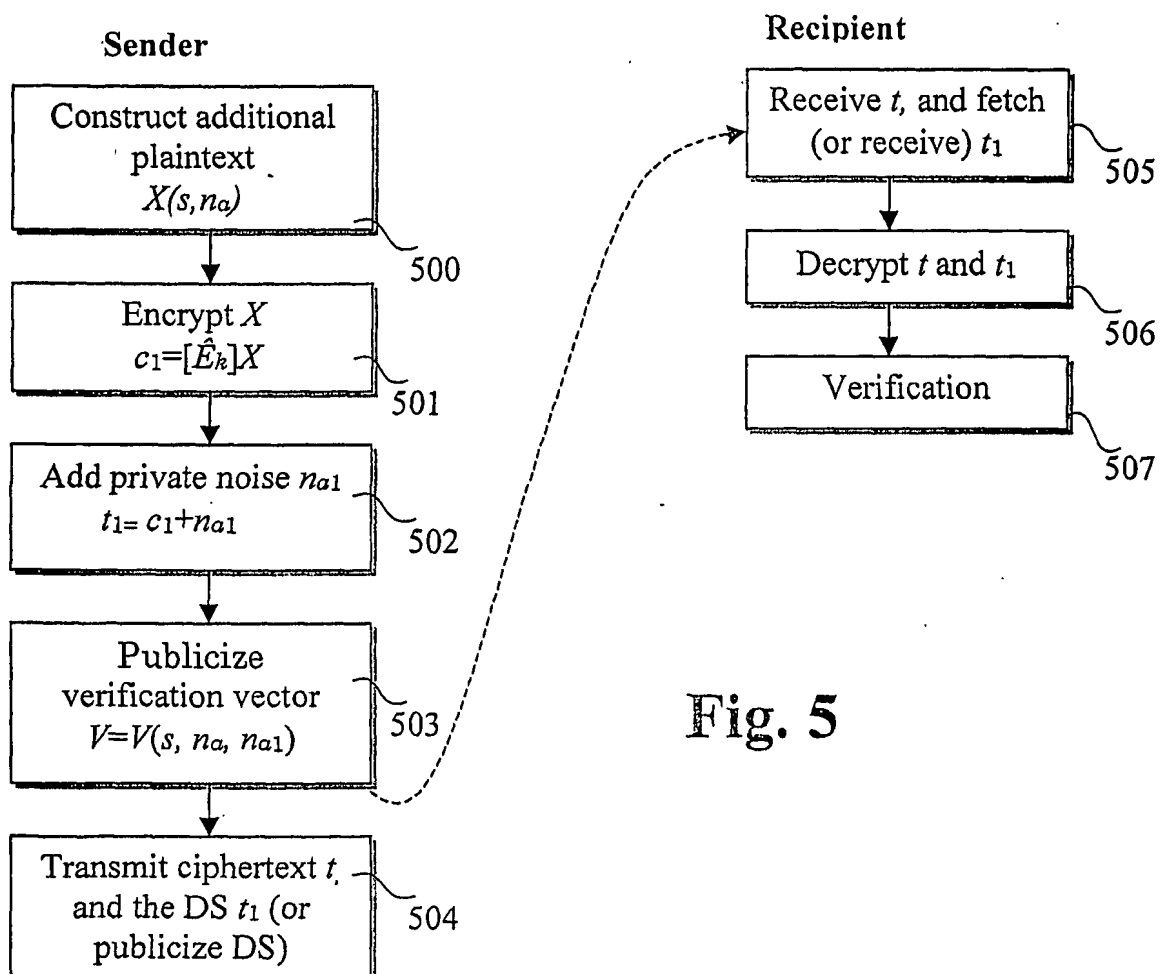 Sender
Construct additional
plaintext
X(s,na)
500
Encrypt X
c1=[Êk]X
501
Add private noise na1
t1= c1+na1
502
Publicize
verification vector
V=V(s, na, na1)
503
Transmit ciphertext t,
and the DS t1 (or
publicize DS)
504
Recipient
Receive t, and fetch
(or receive) t1
505
Decrypt t and t1
506
Verification
507
Fig. 5